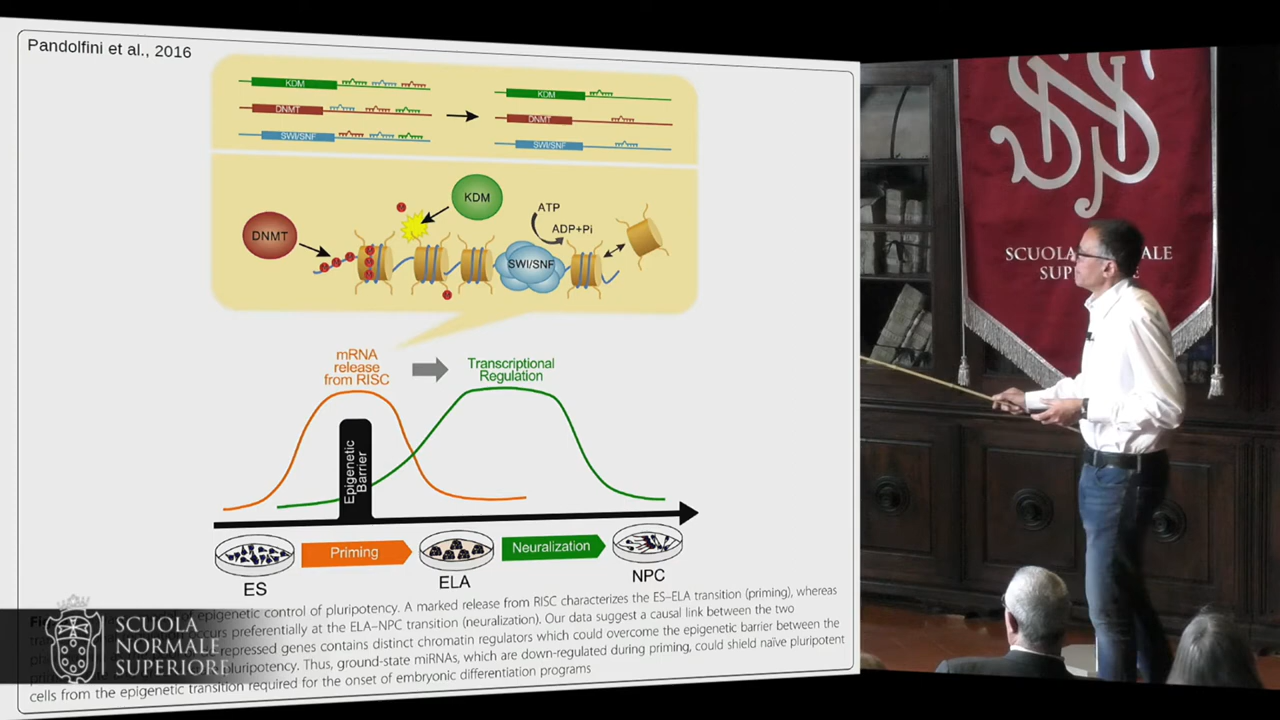 Pandolfini et al., 2016
KDM
DNMT
SWI/SNF
KDM
DNMT
SWI/SNF
DNMT
KDM
ATP
ADP+Pi
M M M M M M
SWI/SNF
mRNA
release
from RISC
Transcriptional
Regulation
Epigenetic
Barrier
Priming
Neuralization
ES
ELA
NPC
of epigenetic control of pluripotency. A marked release from RISC characterizes the ES–ELA transition (priming), whereas
occurs preferentially at the ELA–NPC transition (neuralization). Our data suggest a causal link between the two
repressed genes contains distinct chromatin regulators which could overcome the epigenetic barrier between the
pluripotency. Thus, ground-state miRNAs, which are down-regulated during priming, could shield naïve pluripotent
cells from the epigenetic transition required for the onset of embryonic differentiation programs
SCUOLA
NORMALE
SUPERIORE
SNS
SCUOLA ALE
SUP IORE